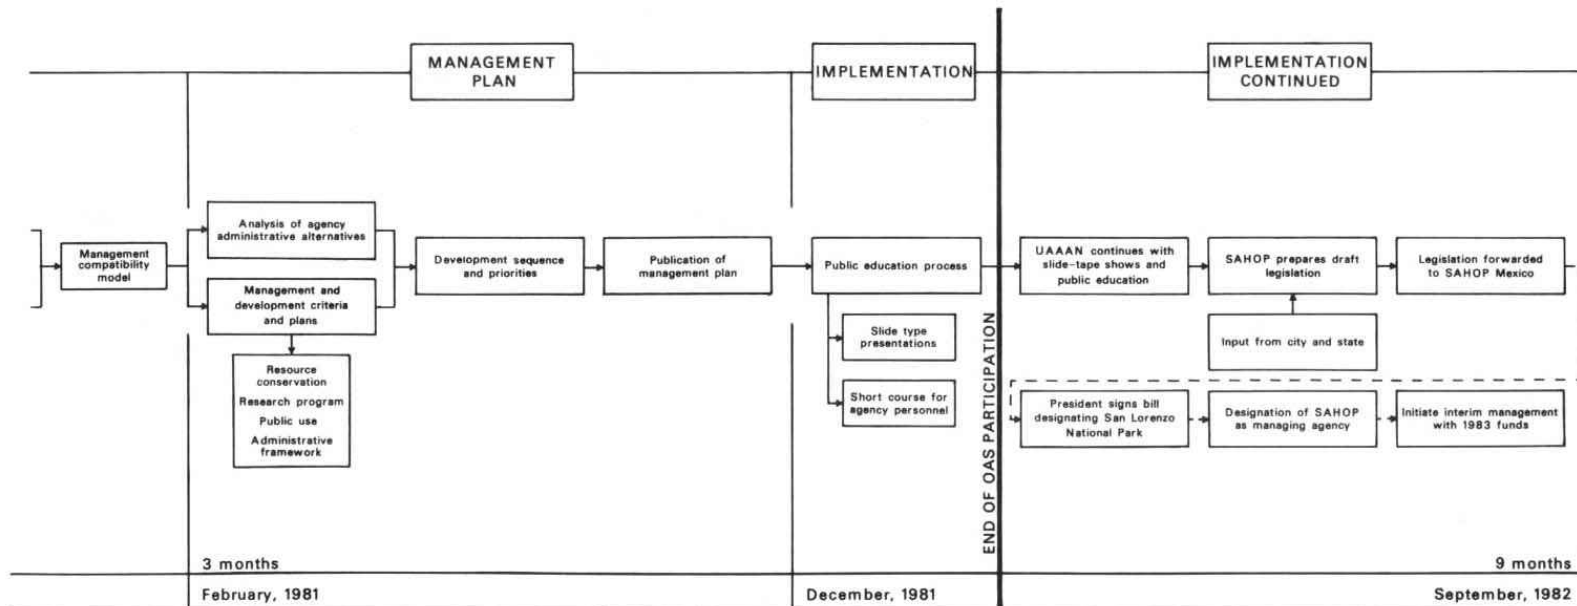 MANAGEMENT
PLAN
IMPLEMENTATION
IMPLEMENTATION
CONTINUED
Management
compatibility
model
Analysis of agency
administrative alternatives
Management and
development criteria
and plans
Resource
conservation
Research program
Public use
Administrative
framework
Development sequence
and priorities
Publication of
management plan
Public education process
Slide type
presentations
Short course for
agency personnel
END OF OAS PARTICIPATION
UAAAN continues with
slide-tape shows and
public education
SAHOP prepares draft
legislation
Input from city and state
Legislation forwarded
to SAHOP Mexico
President signs bill
designating San Lorenzo
National Park
Designation of SAHOP
as managing agency
Initiate interim management
with 1983 funds
3 months
9 months
February, 1981
December, 1981
September, 1982